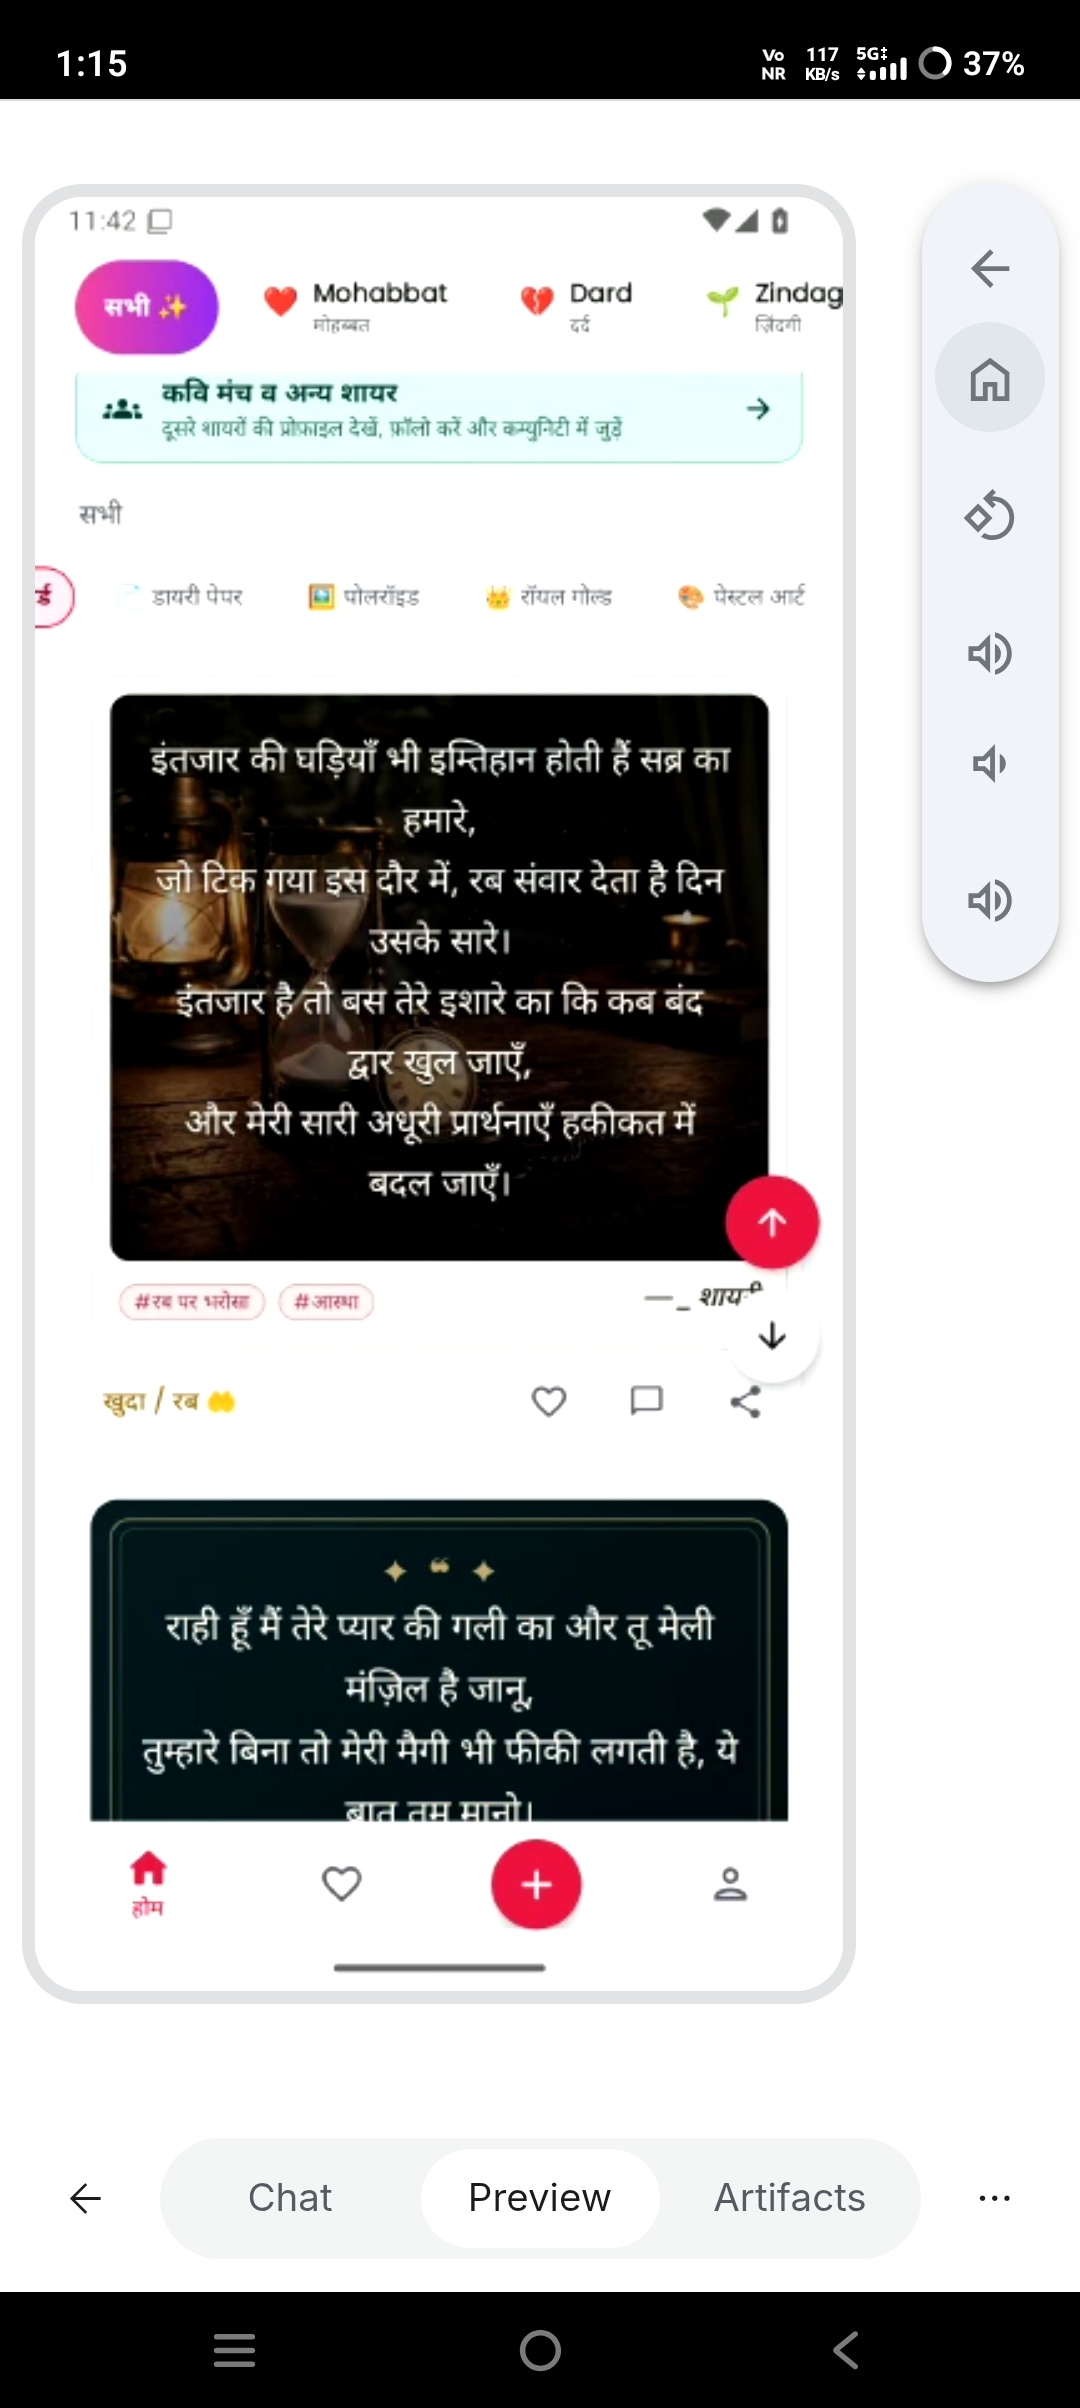 1:15
Vo NR 117 KB/s 5G 37%
11:42
सभी ✨
❤️ Mohabbat
मोहब्बत
💔 Dard
दर्द
🌱 Zindag
ज़िंदगी
कवि मंच व अन्य शायर
दूसरे शायरों की प्रोफ़ाइल देखें, फ़ॉलो करें और कम्युनिटी में जुड़ें
सभी
र्ड
डायरी पेपर
पोलरॉइड
रॉयल गोल्ड
पेस्टल आर्ट
इंतजार की घड़ियाँ भी इम्तिहान होती हैं सब्र का
हमारे,
जो टिक गया इस दौर में, रब संवार देता है दिन
उसके सारे।
इंतजार है तो बस तेरे इशारे का कि कब बंद
द्वार खुल जाएँ,
और मेरी सारी अधूरी प्रार्थनाएँ हकीकत में
बदल जाएँ।
#रब पर भरोसा #आस्था
खुदा / रब 🤲
✦ ❝ ✦
राही हूँ मैं तेरे प्यार की गली का और तू मेली
मंज़िल है जानू,
तुम्हारे बिना तो मेरी मैगी भी फीकी लगती है, ये
बात तुम मानो।
होम
Chat
Preview
Artifacts